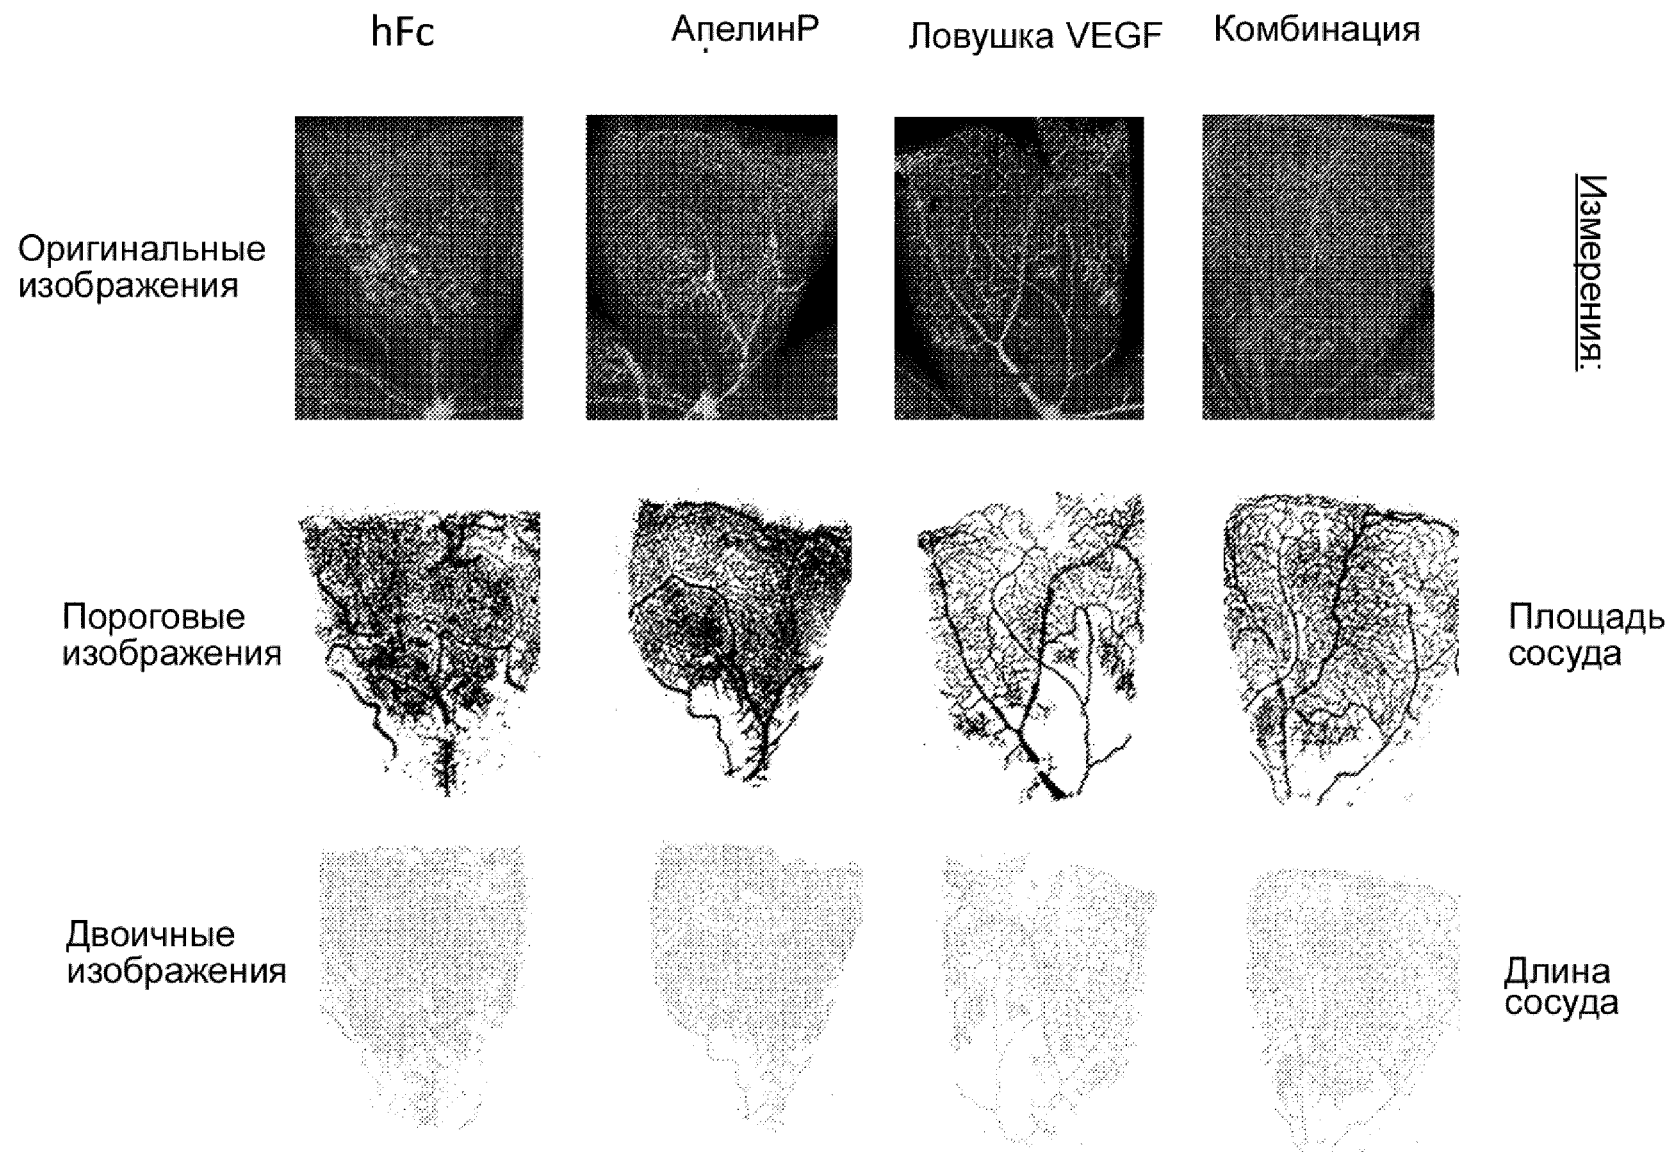 hFc
АпелинР
Ловушка VEGF
Комбинация
Оригинальные
изображения
Измерения:
Пороговые
изображения
Площадь
сосуда
Двоичные
изображения
Длина
сосуда